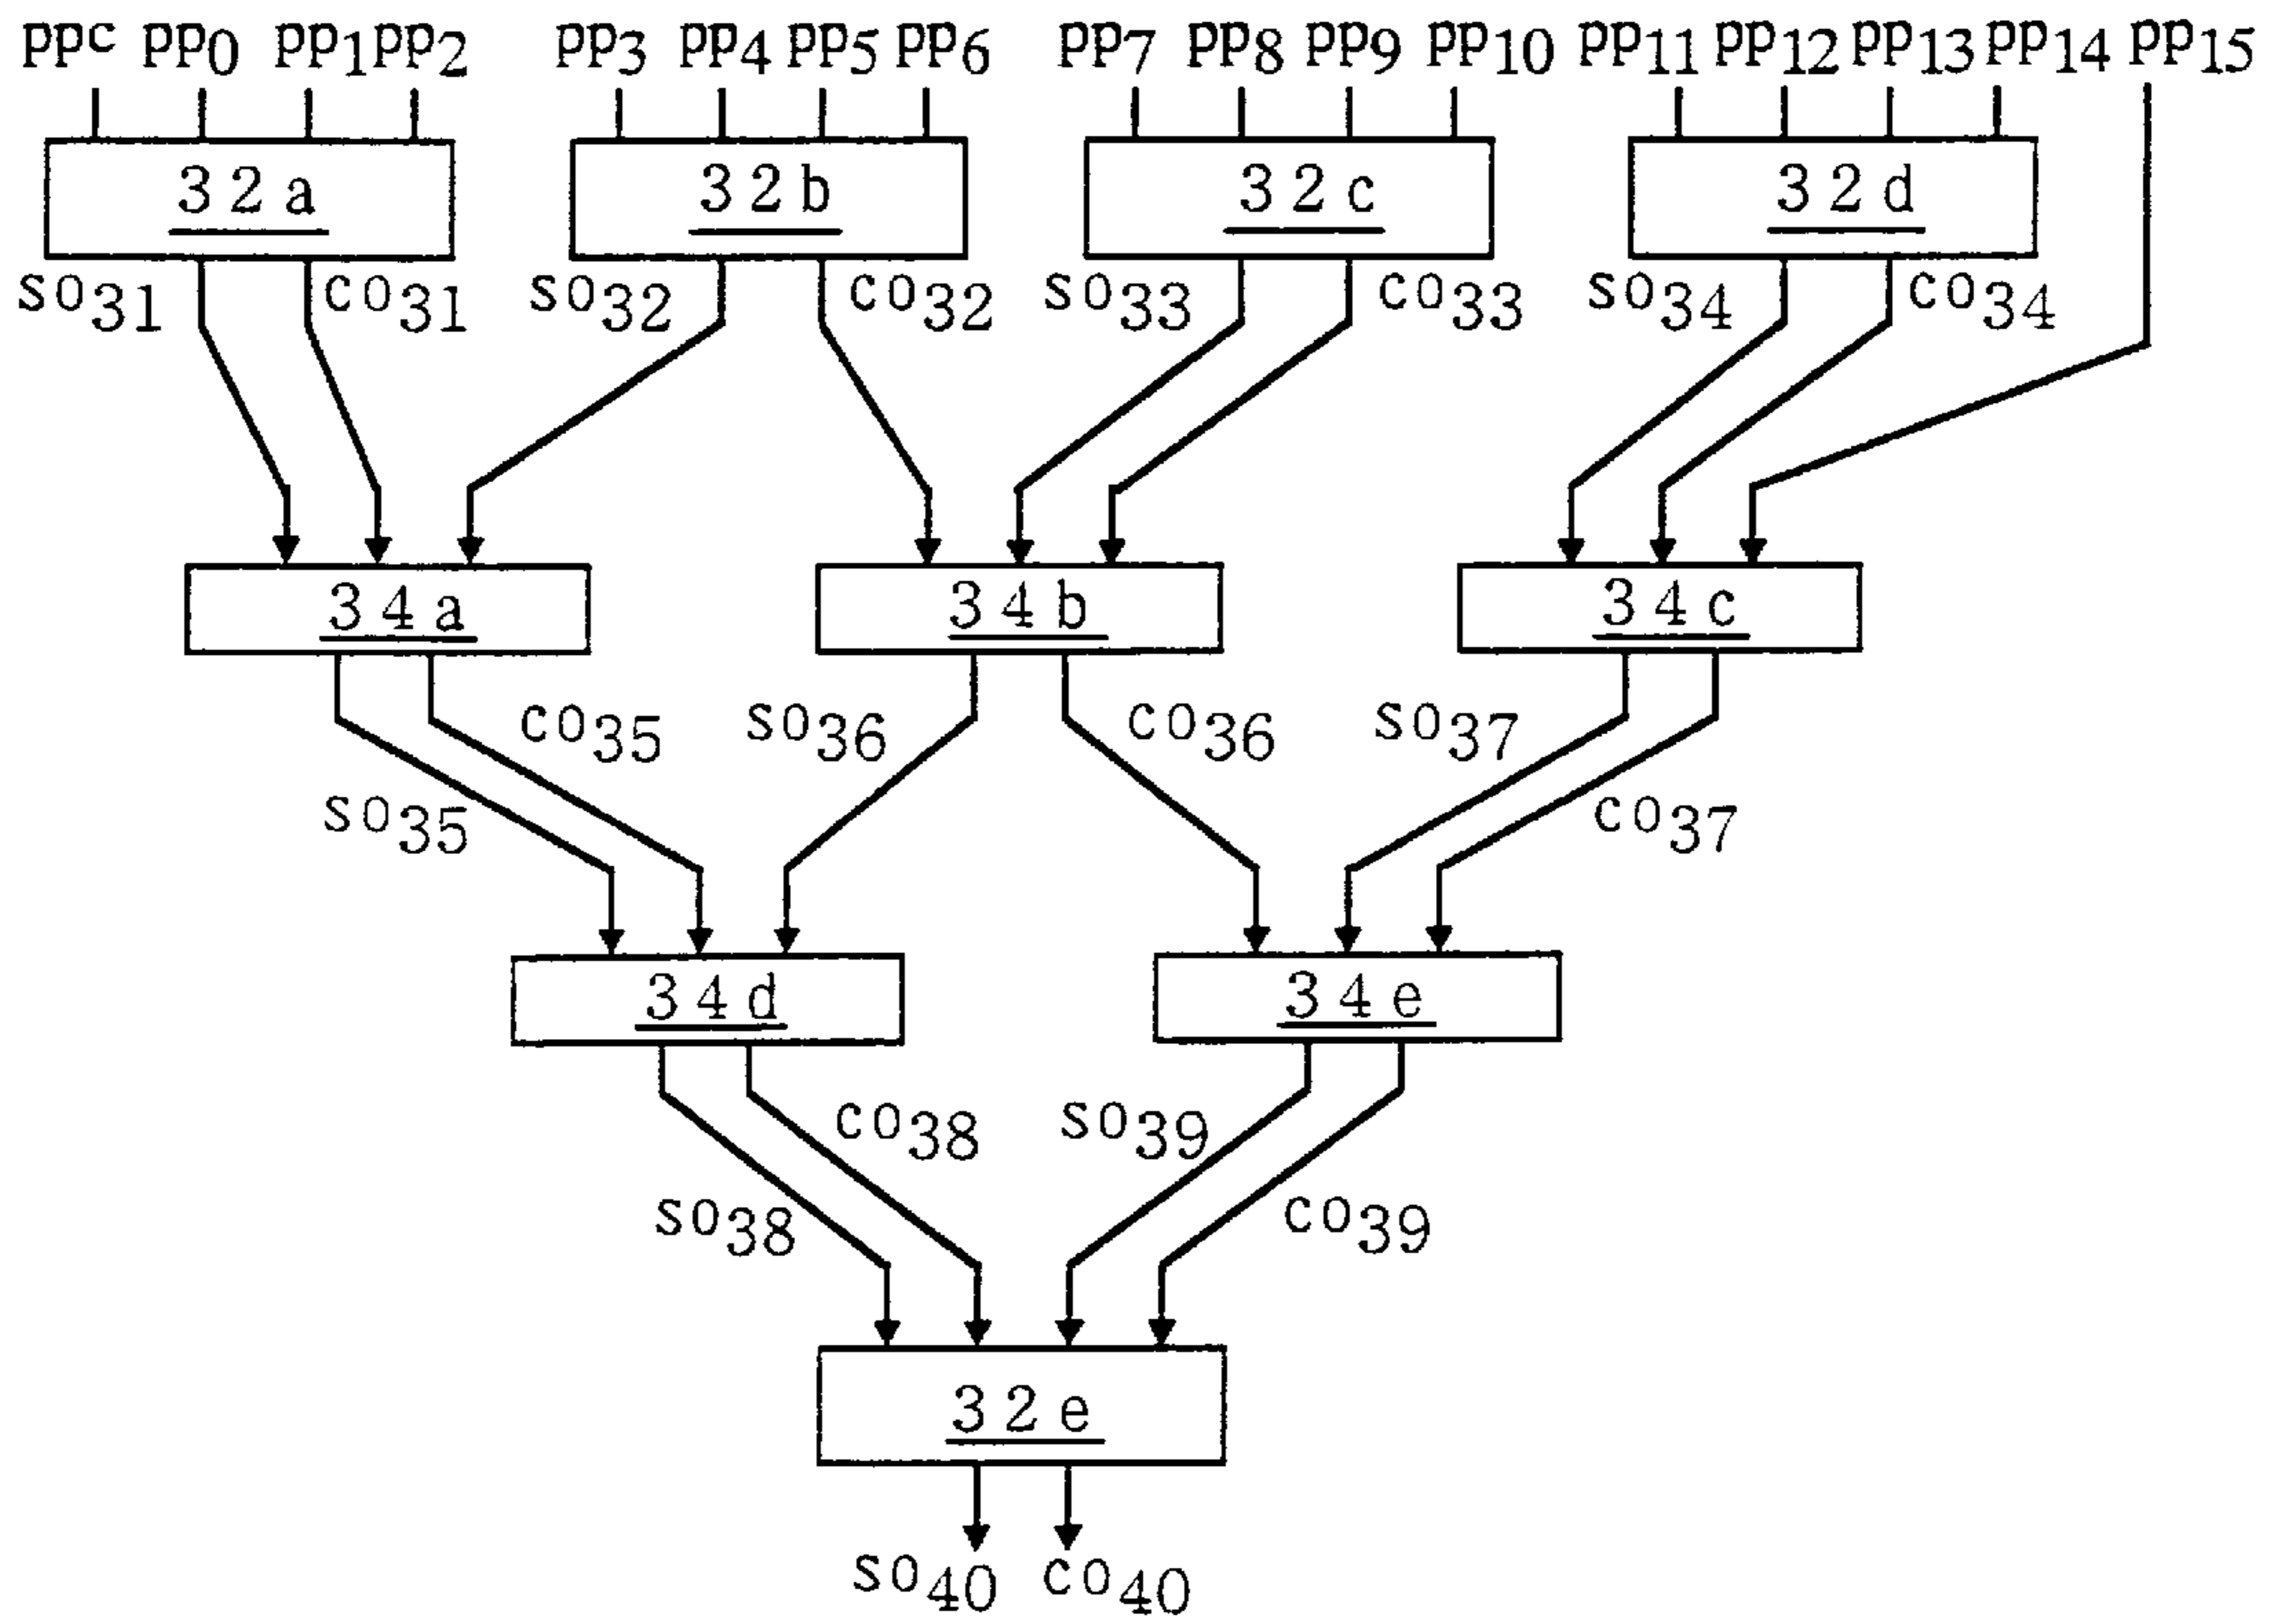 ppc pp0 pp1 pp2 pp3 pp4 pp5 pp6 pp7 pp8 pp9 pp10 pp11 pp12 pp13 pp14 pp15
32a 32b 32c 32d
so31 co31 so32 co32 so33 co33 so34 co34
34a 34b 34c
co35 so36 co36 so37
so35 co37
34d 34e
co38 so39
so38 co39
32e
so40 co40